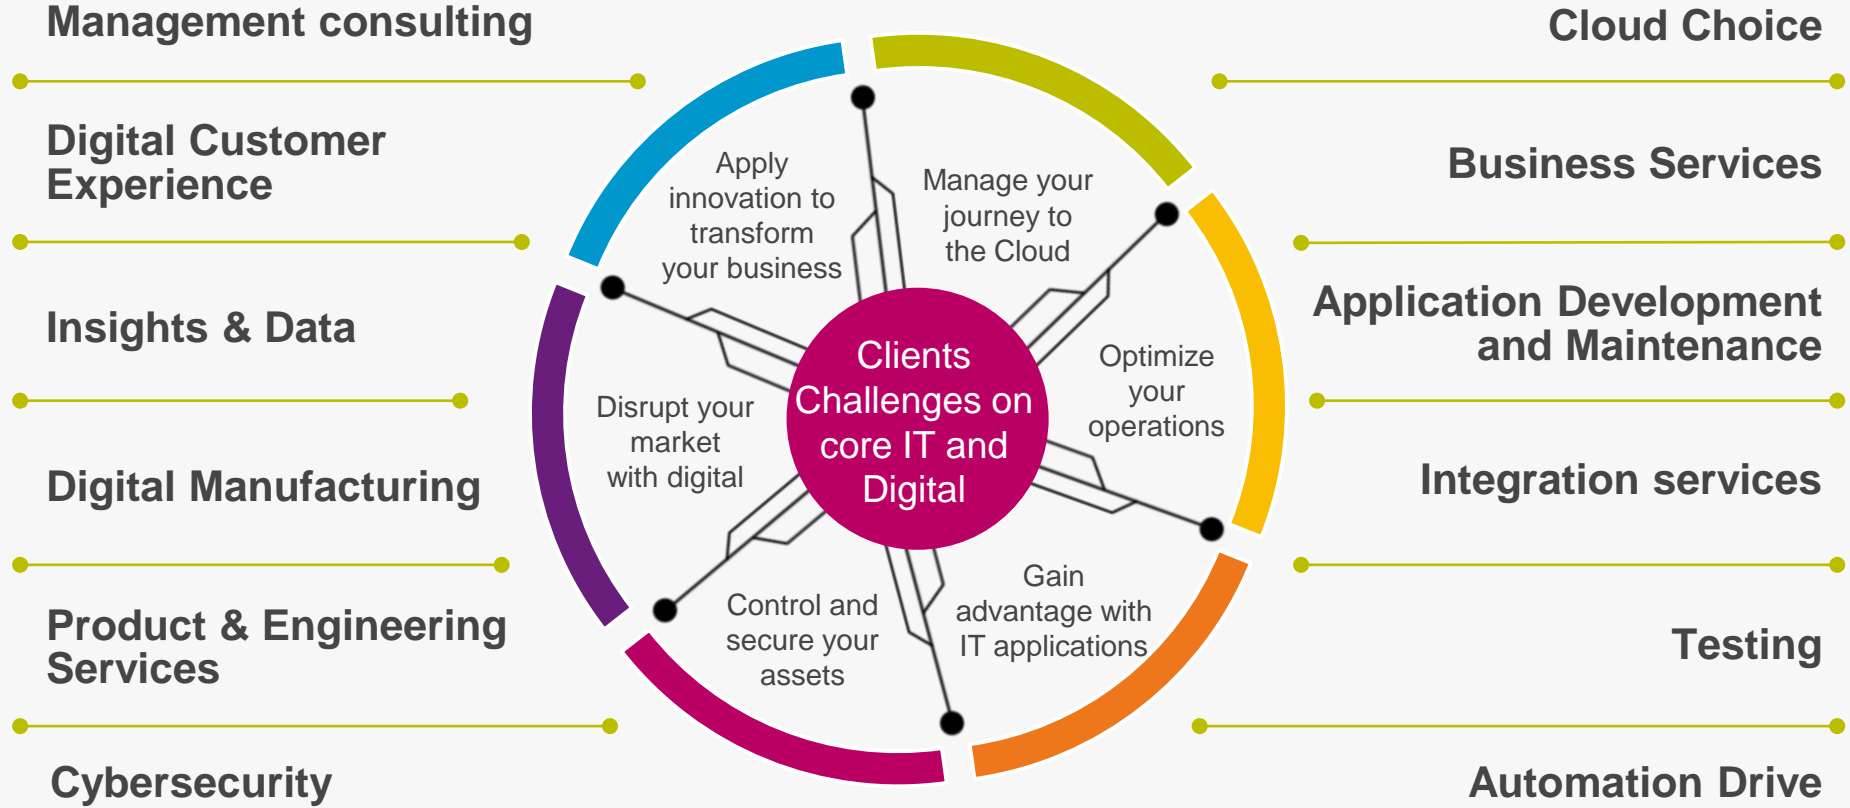 Management consulting
Digital Customer
Experience
Insights & Data
Digital Manufacturing
Product & Engineering
Services
Cybersecurity
Apply
innovation to
transform
your business
Manage your
journey to
the Cloud
Optimize
your
operations
Gain
advantage with
IT applications
Control and
secure your
assets
Disrupt your
market
with digital
Clients
Challenges on
core IT and
Digital
Cloud Choice
Business Services
Application Development
and Maintenance
Integration services
Testing
Automation Drive